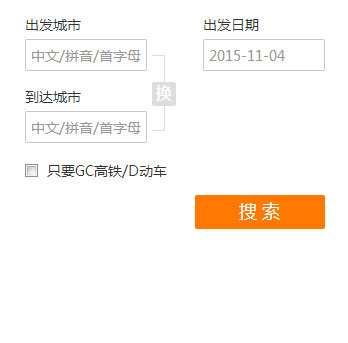 出发城市
出发日期
中文/拼音/首字母
2015-11-04
换
到达城市
中文/拼音/首字母
只要GC高铁/D动车
搜 索